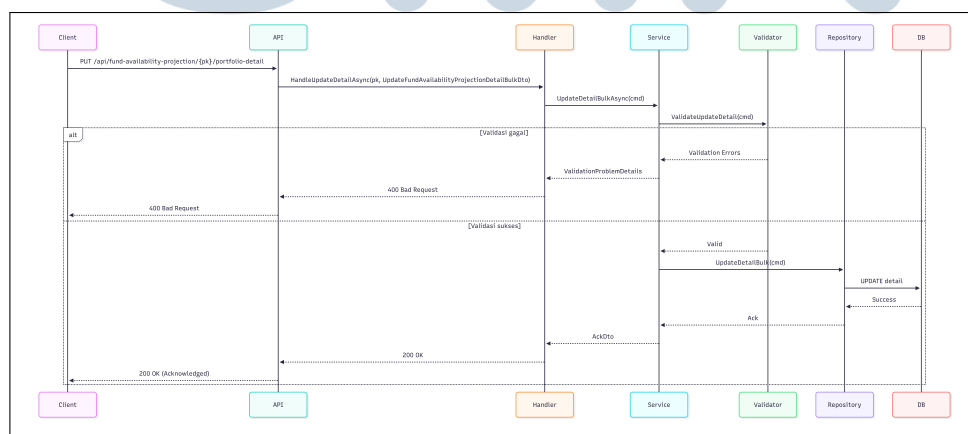 Client API Handler Service Validator Repository DB
PUT /api/fund-availability-projection/{pk}/portfolio-detail
HandleUpdateDetailAsync(pk, UpdateFundAvailabilityProjectionDetailBulkDto)
UpdateDetailBulkAsync(cmd)
ValidateUpdateDetail(cmd)
alt [Validasi gagal]
Validation Errors
ValidationProblemDetails
400 Bad Request
400 Bad Request
[Validasi sukses]
Valid
UpdateDetailBulk(cmd)
UPDATE detail
Success
Ack
AckDto
200 OK
200 OK (Acknowledged)
Client API Handler Service Validator Repository DB